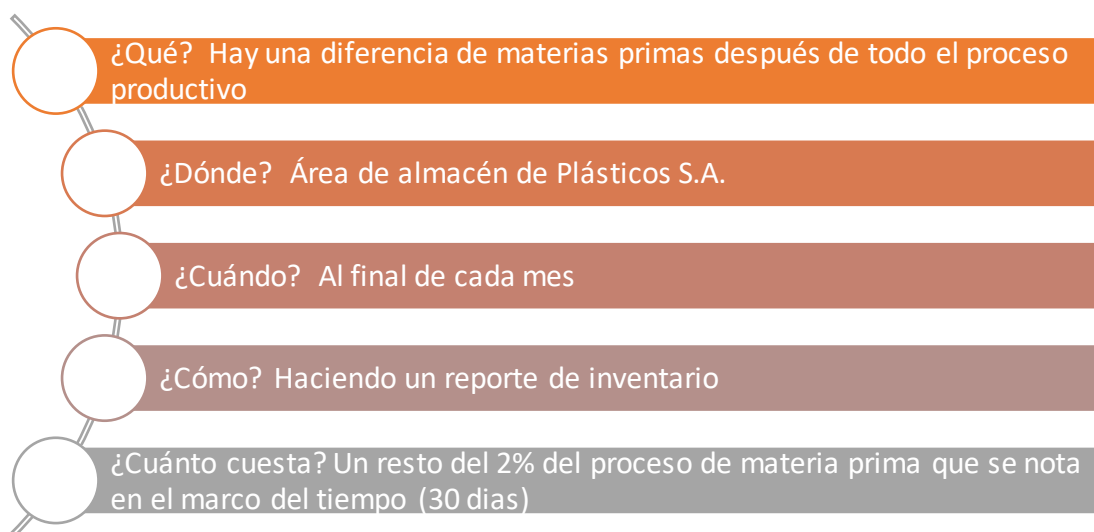 ¿Qué? Hay una diferencia de materias primas después de todo el proceso
productivo
¿Dónde? Área de almacén de Plásticos S.A.
¿Cuándo? Al final de cada mes
¿Cómo? Haciendo un reporte de inventario
¿Cuánto cuesta? Un resto del 2% del proceso de materia prima que se nota
en el marco del tiempo (30 dias)